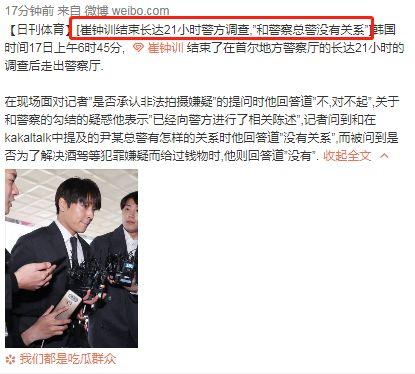 17分钟前 来自 微博 weibo.com
【日刊体育】[崔钟训结束长达21小时警方调查,"和警察总警没有关系"]韩国
时间17日上午6时45分, 崔钟训 结束了在首尔地方警察厅的长达21小时的
调查后走出警察厅.
在现场面对记者"是否承认非法拍摄嫌疑"的提问时他回答道"不,对不起",关于
和警察的勾结的疑惑他表示"已经向警方进行了相关陈述",记者问到和在
kakaltalk中提及的尹某总警有怎样的关系时他回答道"没有关系",而被问到是
否为了解决酒驾等犯罪嫌疑而给过钱物时,他则回答道"没有". 收起全文
我们都是吃瓜群众